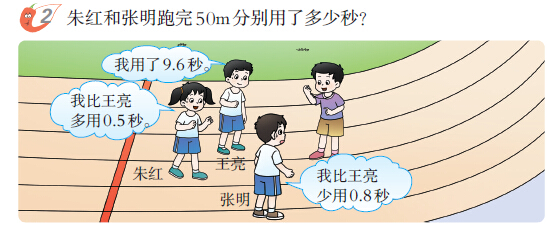 2 朱红和张明跑完50m分别用了多少秒?
我用了9.6秒。
我比王亮
多用0.5秒。
朱红
王亮
张明
我比王亮
少用0.8秒